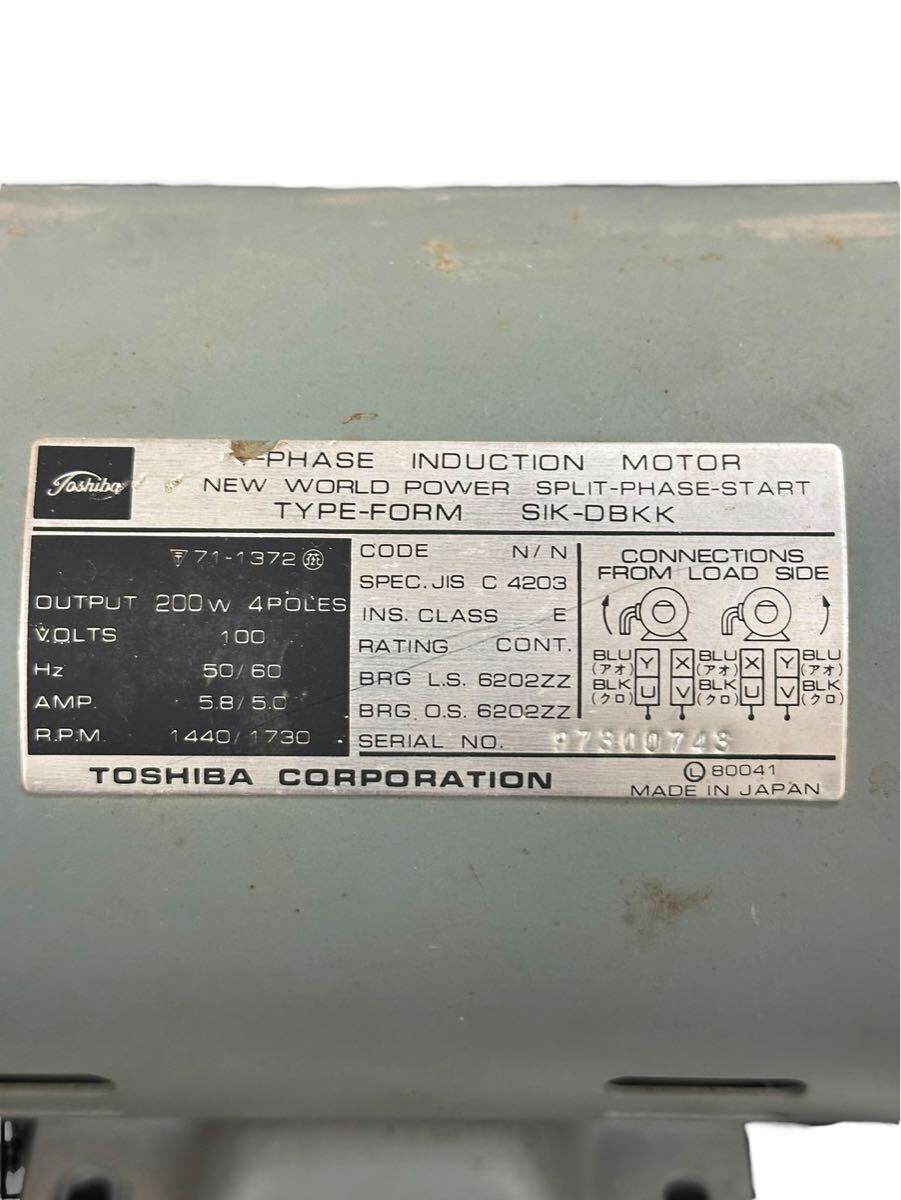 Toshiba
-PHASE INDUCTION MOTOR
NEW WORLD POWER SPLIT-PHASE-START
TYPE-FORM SIK-DBKK
71-1372
OUTPUT 200W 4POLES
VOLTS 100
Hz 50/60
AMP. 5.8/5.0
R.P.M. 1440/1730
CODE N/N
SPEC. JIS C 4203
INS. CLASS E
RATING CONT.
BRG L.S. 6202ZZ
BRG. O.S. 6202ZZ
SERIAL NO. 97300743
CONNECTIONS
FROM LOAD SIDE
BLU Y X BLU X Y BLU
(アオ) (アオ) (アオ)
BLK U V BLK U V BLK
(クロ) (クロ) (クロ)
TOSHIBA CORPORATION
Ⓛ 80041
MADE IN JAPAN